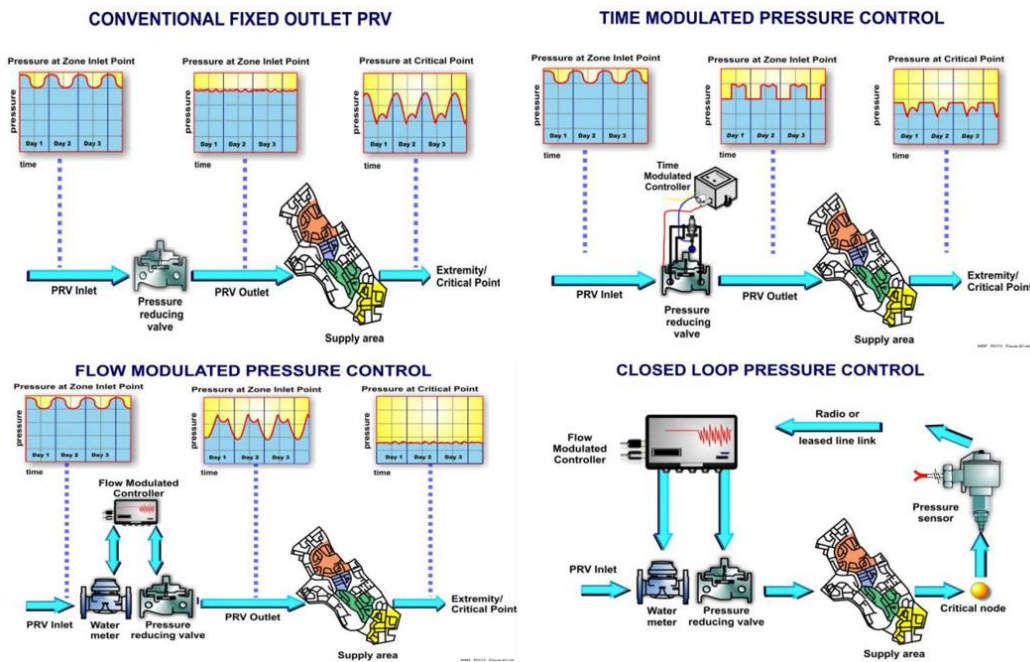 CONVENTIONAL FIXED OUTLET PRV
Pressure at Zone Inlet Point
Pressure at Zone Inlet Point
Pressure at Critical Point
pressure
Day 1 Day 2 Day 3
Day 1 Day 2 Day 3
Day 1 Day 2 Day 3
time
time
time
PRV Inlet
Pressure
reducing
valve
PRV Outlet
Supply area
Extremity/
Critical Point
TIME MODULATED PRESSURE CONTROL
Pressure at Zone Inlet Point
Pressure at Zone Inlet Point
Pressure at Critical Point
pressure
Day 1 Day 2 Day 3
Day 1 Day 2 Day 3
Day 1 Day 2 Day 3
time
time
time
Time
Modulated
Controller
PRV Inlet
Pressure
reducing
valve
PRV Outlet
Supply area
Extremity/
Critical Point
FLOW MODULATED PRESSURE CONTROL
Pressure at Zone Inlet Point
Pressure at Zone Inlet Point
Pressure at Critical Point
pressure
Day 1 Day 2 Day 3
Day 1 Day 2 Day 3
Day 1 Day 2 Day 3
time
time
time
Flow Modulated
Controller
PRV Inlet
Water
meter
Pressure
reducing valve
PRV Outlet
Supply area
Extremity/
Critical Point
CLOSED LOOP PRESSURE CONTROL
Flow
Modulated
Controller
Radio or
leased line link
Pressure
sensor
PRV Inlet
Water
meter
Pressure
reducing valve
Supply area
Critical node